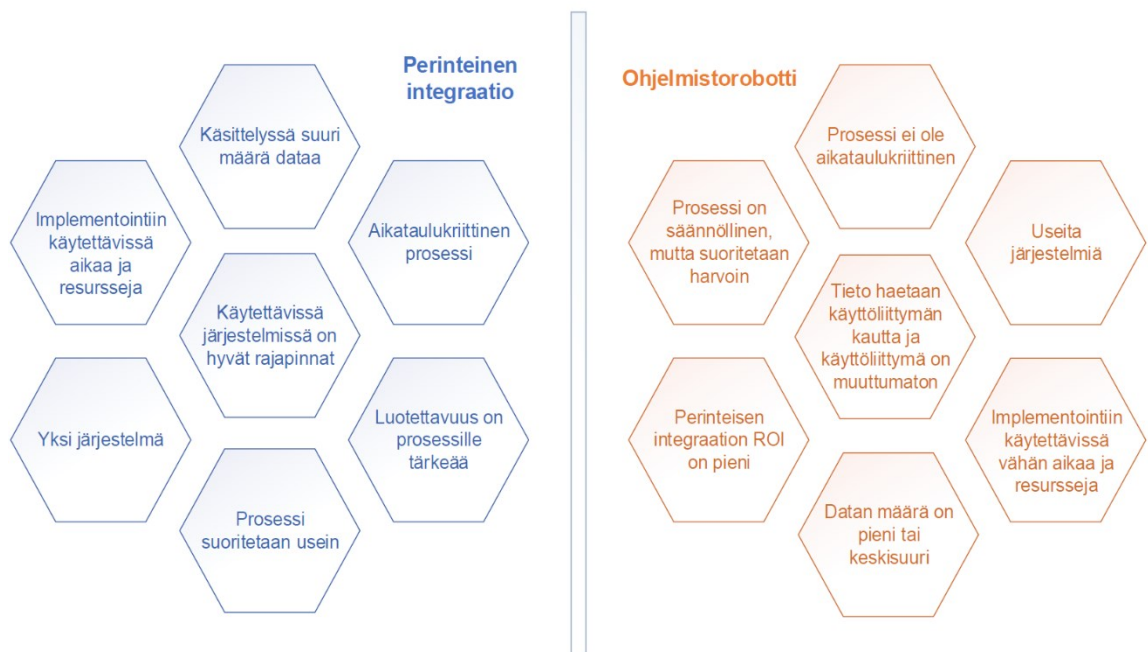 Perinteinen
integraatio
Käsittelyssä suuri
määrä dataa
Implementointiin
käytettävissä
aikaa ja
resursseja
Aikataulukriittinen
prosessi
Käytettävissä
järjestelmissä on
hyvät rajapinnat
Yksi järjestelmä
Luotettavuus on
prosessille
tärkeää
Prosessi
suoritetaan usein
Ohjelmistorobotti
Prosessi ei ole
aikataulukriittinen
Prosessi on
säännöllinen,
mutta suoritetaan
harvoin
Useita
järjestelmiä
Tieto haetaan
käyttöliittymän
kautta ja
käyttöliittymä on
muuttumaton
Perinteisen
integraation ROI
on pieni
Implementointiin
käytettävissä
vähän aikaa ja
resursseja
Datan määrä on
pieni tai
keskisuuri